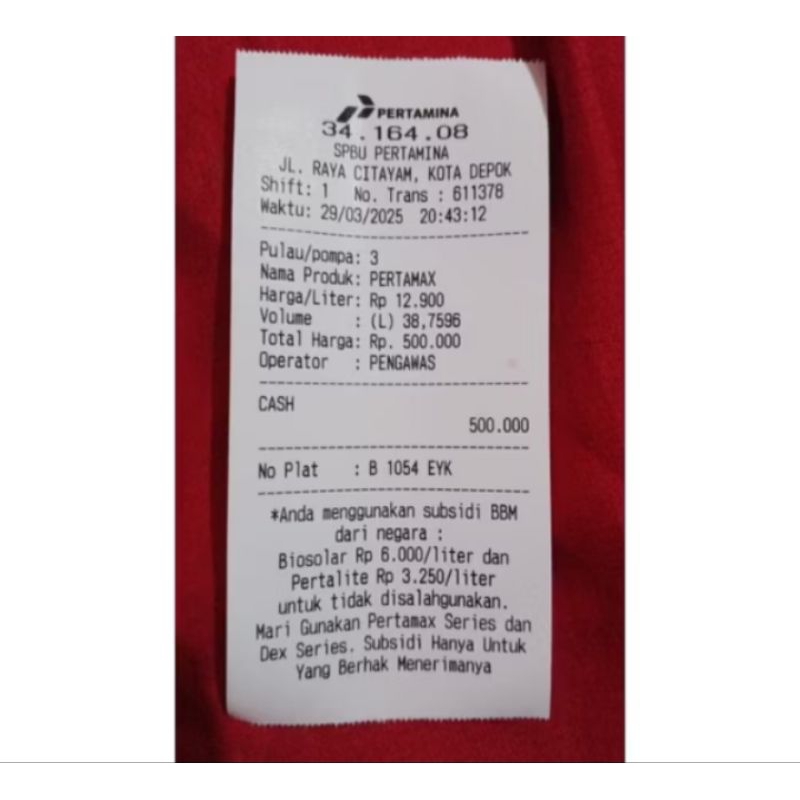 PERTAMINA
34.164.08
SPBU PERTAMINA
JL. RAYA CITAYAM, KOTA DEPOK
Shift: 1 No. Trans : 611378
Waktu: 29/03/2025 20:43:12
Pulau/pompa: 3
Nama Produk: PERTAMAX
Harga/Liter: Rp 12.900
Volume : (L) 38,7596
Total Harga: Rp. 500.000
Operator : PENGAWAS
CASH
500.000
No Plat : B 1054 EYK
*Anda menggunakan subsidi BBM
dari negara :
Biosolar Rp 6.000/liter dan
Pertalite Rp 3.250/liter
untuk tidak disalahgunakan.
Mari Gunakan Pertamax Series dan
Dex Series. Subsidi Hanya Untuk
Yang Berhak Menerimanya